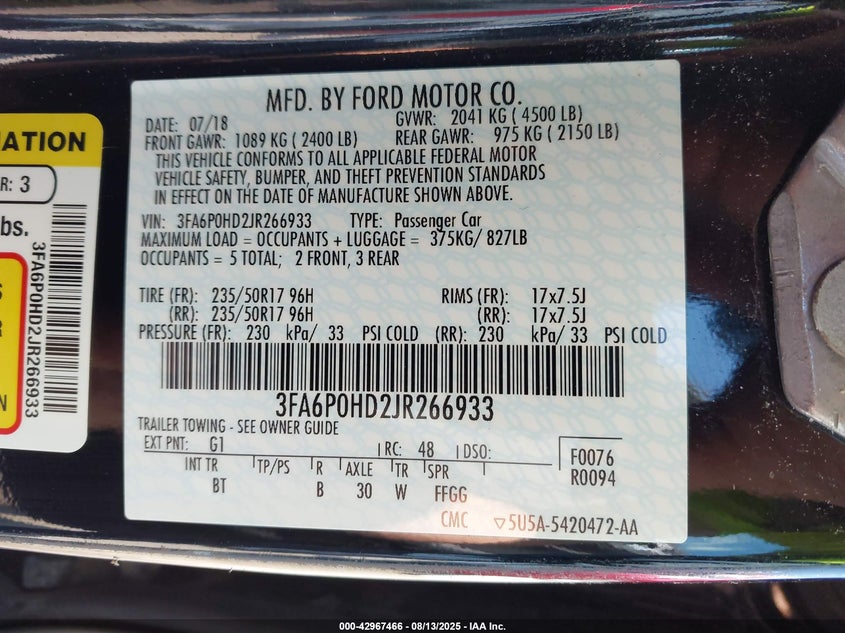 MFD. BY FORD MOTOR CO.
DATE: 07/18 GVWR: 2041 KG ( 4500 LB)
FRONT GAWR: 1089 KG ( 2400 LB) REAR GAWR: 975 KG ( 2150 LB)
THIS VEHICLE CONFORMS TO ALL APPLICABLE FEDERAL MOTOR
VEHICLE SAFETY, BUMPER, AND THEFT PREVENTION STANDARDS
IN EFFECT ON THE DATE OF MANUFACTURE SHOWN ABOVE.
VIN: 3FA6P0HD2JR266933 TYPE: Passenger Car
MAXIMUM LOAD = OCCUPANTS + LUGGAGE = 375KG/ 827LB
OCCUPANTS = 5 TOTAL; 2 FRONT, 3 REAR
TIRE (FR): 235/50R17 96H RIMS (FR): 17x7.5J
(RR): 235/50R17 96H (RR): 17x7.5J
PRESSURE (FR): 230 kPa/ 33 PSI COLD (RR): 230 kPa/ 33 PSI COLD
3FA6P0HD2JR266933
TRAILER TOWING - SEE OWNER GUIDE
EXT PNT: G1 RC: 48 DSO: F0076
R0094
INT TR TP/PS R AXLE TR SPR
BT B 30 W FFGG
CMC ▽5U5A-5420472-AA
R: 3
bs.
3FA6P0HD2JR266933
000-42967466 - 08/13/2025 - IAA Inc.